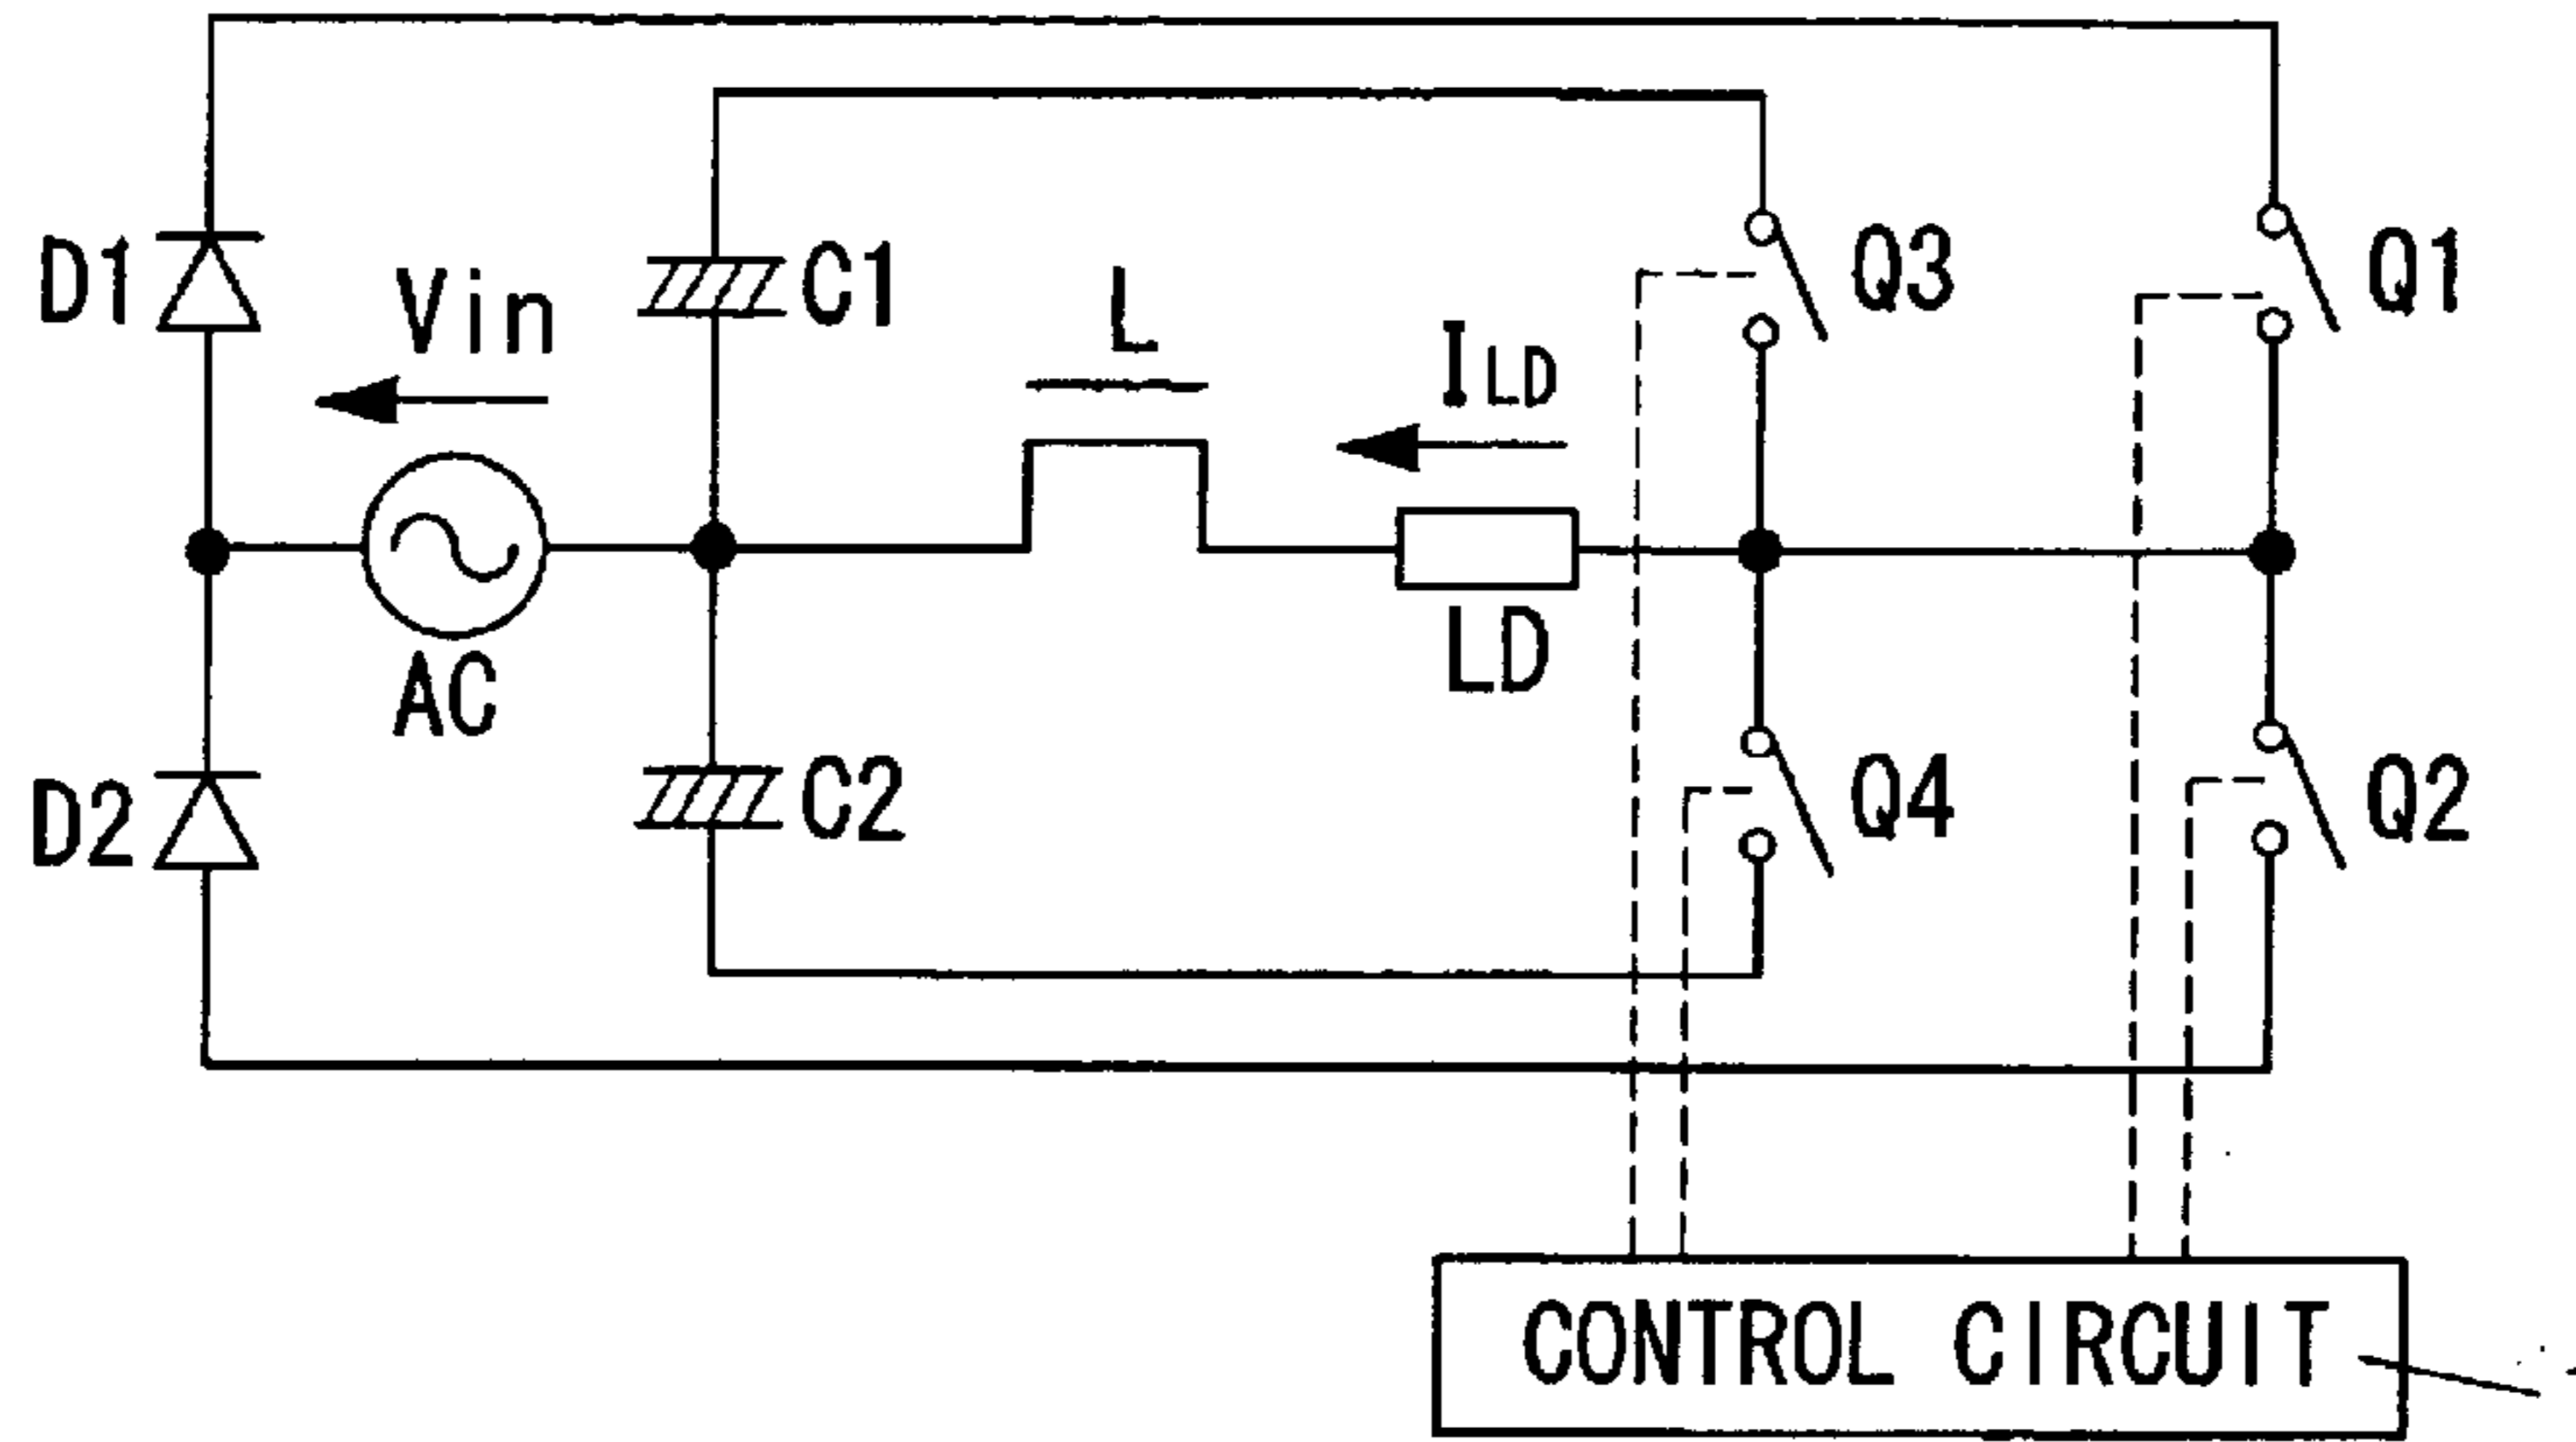 D1
Vin
C1
L
ILD
Q3
Q1
AC
LD
D2
C2
Q4
Q2
CONTROL CIRCUIT